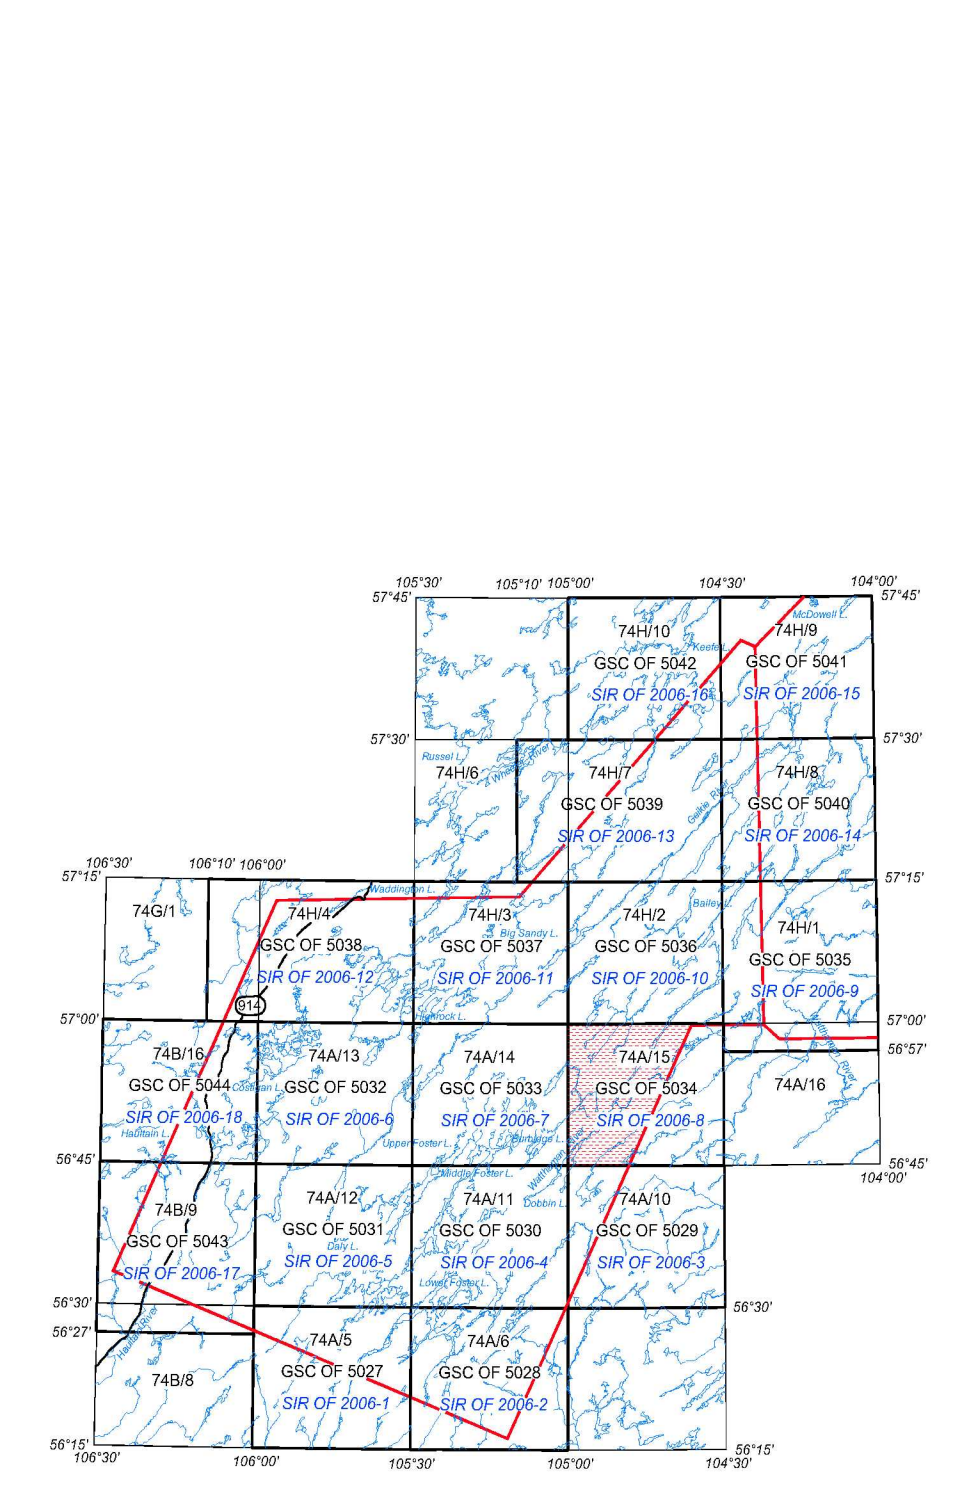 105°30'
105°10'
105°00'
104°30'
104°00'
57°45'
57°45'
McDowell L.
74H/10
74H/9
Keefe L.
GSC OF 5042
GSC OF 5041
SIR OF 2006-16
SIR OF 2006-15
57°30'
57°30'
Russel L.
Wheeler River
74H/6
74H/7
74H/8
Geikie River
GSC OF 5039
GSC OF 5040
SIR OF 2006-13
SIR OF 2006-14
106°30'
106°10'
106°00'
57°15'
57°15'
Waddington L.
Bailey L.
74G/1
74H/4
74H/3
74H/2
74H/1
Big Sandy L.
GSC OF 5038
GSC OF 5037
GSC OF 5036
GSC OF 5035
SIR OF 2006-12
SIR OF 2006-11
SIR OF 2006-10
SIR OF 2006-9
914
Highrock L.
57°00'
57°00'
Wathaman River
56°57'
74B/16
74A/13
74A/14
74A/15
74A/16
GSC OF 5044
Costigan L.
GSC OF 5032
GSC OF 5033
GSC OF 5034
SIR OF 2006-18
SIR OF 2006-6
SIR OF 2006-7
SIR OF 2006-8
Haultain L.
Upper Foster L.
Burbidge L.
Wathaman River
56°45'
56°45'
Middle Foster L.
104°00'
74B/9
74A/12
74A/11
Dobbin L.
74A/10
GSC OF 5043
GSC OF 5031
GSC OF 5030
GSC OF 5029
Daly L.
SIR OF 2006-17
SIR OF 2006-5
SIR OF 2006-4
SIR OF 2006-3
Lower Foster L.
56°30'
56°30'
Haultain River
56°27'
74A/5
74A/6
GSC OF 5027
GSC OF 5028
74B/8
SIR OF 2006-1
SIR OF 2006-2
56°15'
56°15'
106°30'
106°00'
105°30'
105°00'
104°30'